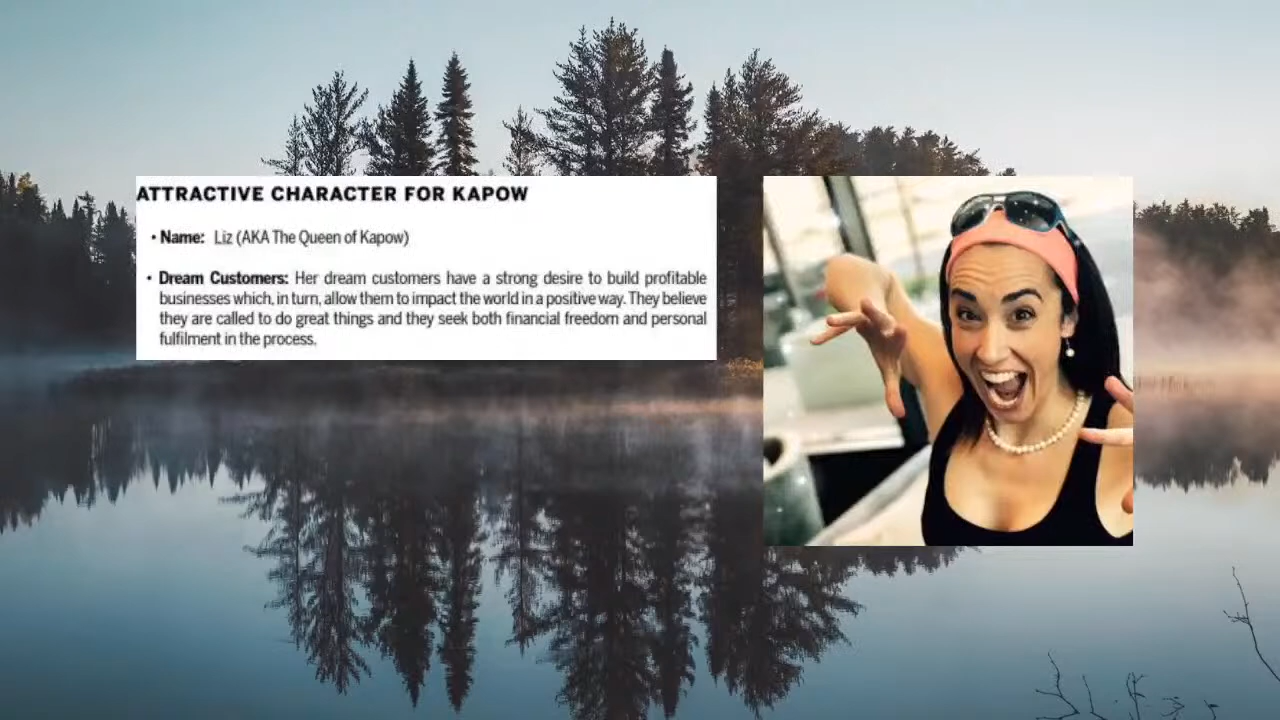 ATTRACTIVE CHARACTER FOR KAPOW
• Name: Liz (AKA The Queen of Kapow)
• Dream Customers: Her dream customers have a strong desire to build profitable
businesses which, in turn, allow them to impact the world in a positive way. They believe
they are called to do great things and they seek both financial freedom and personal
fulfilment in the process.